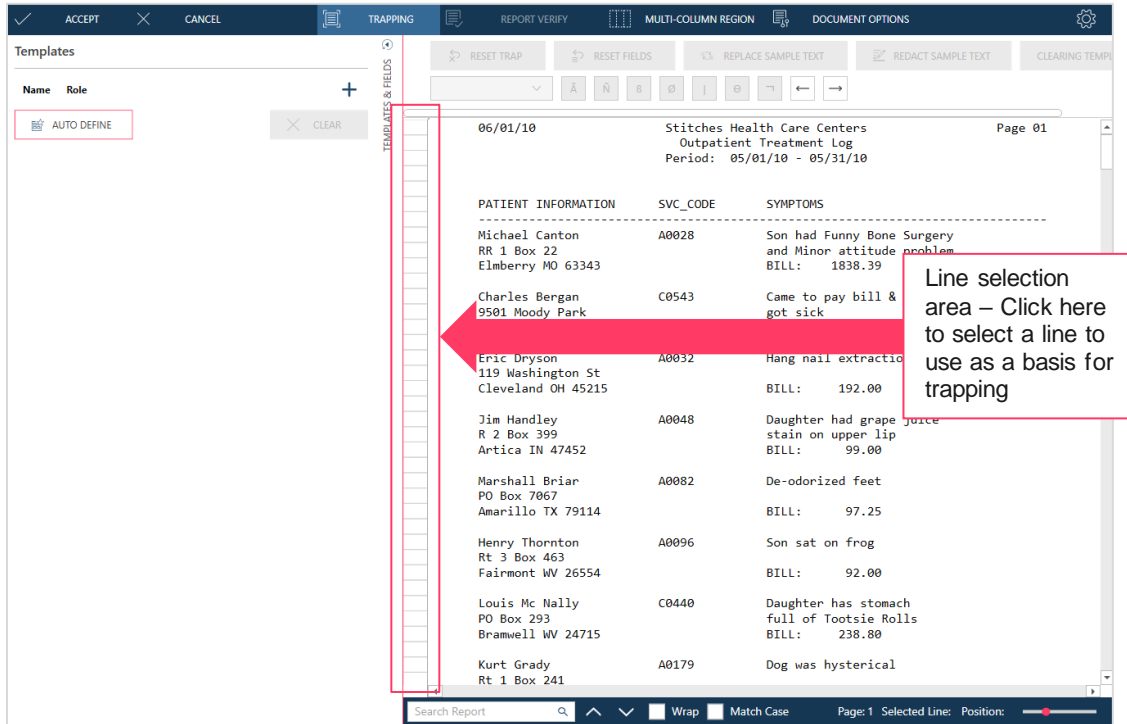 ACCEPT CANCEL TRAPPING REPORT VERIFY MULTI-COLUMN REGION DOCUMENT OPTIONS
Templates
Name Role +
AUTO DEFINE CLEAR
TEMPLATES & FIELDS
RESET TRAP RESET FIELDS REPLACE SAMPLE TEXT REDACT SAMPLE TEXT CLEARING TEMPL
Ã Ñ ß Ø | ⊖ ¬ ← →
06/01/10 Stitches Health Care Centers Page 01
Outpatient Treatment Log
Period: 05/01/10 - 05/31/10
PATIENT INFORMATION SVC_CODE SYMPTOMS
Michael Canton A0028 Son had Funny Bone Surgery
RR 1 Box 22 and Minor attitude problem
Elmberry MO 63343 BILL: 1838.39
Charles Bergan C0543 Came to pay bill &
9501 Moody Park got sick
Eric Dryson A0032 Hang nail extractio
119 Washington St
Cleveland OH 45215 BILL: 192.00
Jim Handley A0048 Daughter had grape juice
R 2 Box 399 stain on upper lip
Artica IN 47452 BILL: 99.00
Marshall Briar A0082 De-odorized feet
PO Box 7067
Amarillo TX 79114 BILL: 97.25
Henry Thornton A0096 Son sat on frog
Rt 3 Box 463
Fairmont WV 26554 BILL: 92.00
Louis Mc Nally C0440 Daughter has stomach
PO Box 293 full of Tootsie Rolls
Bramwell WV 24715 BILL: 238.80
Kurt Grady A0179 Dog was hysterical
Rt 1 Box 241
Line selection
area – Click here
to select a line to
use as a basis for
trapping
Search Report Wrap Match Case Page: 1 Selected Line: Position: